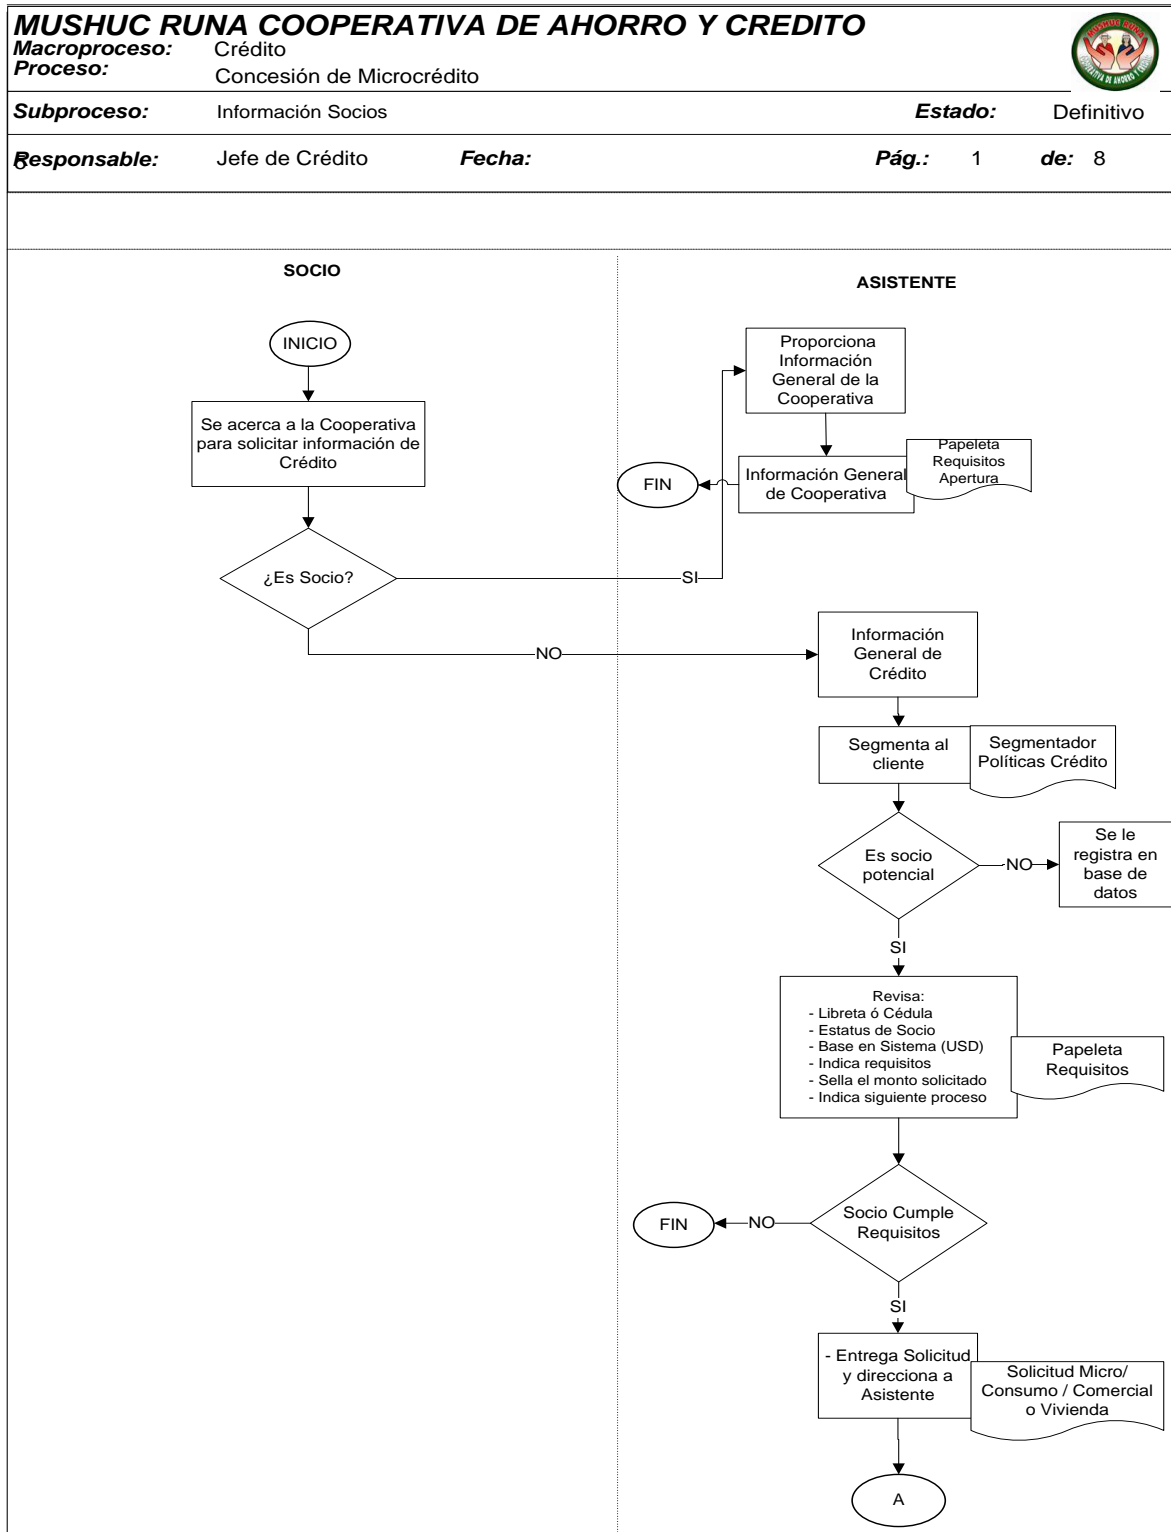 MUSHUC RUNA COOPERATIVA DE AHORRO Y CREDITO
Macroproceso: Crédito
Proceso: Concesión de Microcrédito
MUSHUC RUNA
COOPERATIVA DE AHORRO Y CREDITO
Subproceso: Información Socios Estado: Definitivo
Responsable: Jefe de Crédito Fecha: Pág.: 1 de: 8
SOCIO
ASISTENTE
INICIO
Se acerca a la Cooperativa
para solicitar información de
Crédito
¿Es Socio?
SI
NO
Proporciona
Información
General de la
Cooperativa
Información General
de Cooperativa
Papeleta
Requisitos
Apertura
FIN
Información
General de
Crédito
Segmenta al
cliente
Segmentador
Políticas Crédito
Es socio
potencial
NO
Se le
registra en
base de
datos
SI
Revisa:
- Libreta ó Cédula
- Estatus de Socio
- Base en Sistema (USD)
- Indica requisitos
- Sella el monto solicitado
- Indica siguiente proceso
Papeleta
Requisitos
Socio Cumple
Requisitos
NO
FIN
SI
- Entrega Solicitud
y direcciona a
Asistente
Solicitud Micro/
Consumo / Comercial
o Vivienda
A